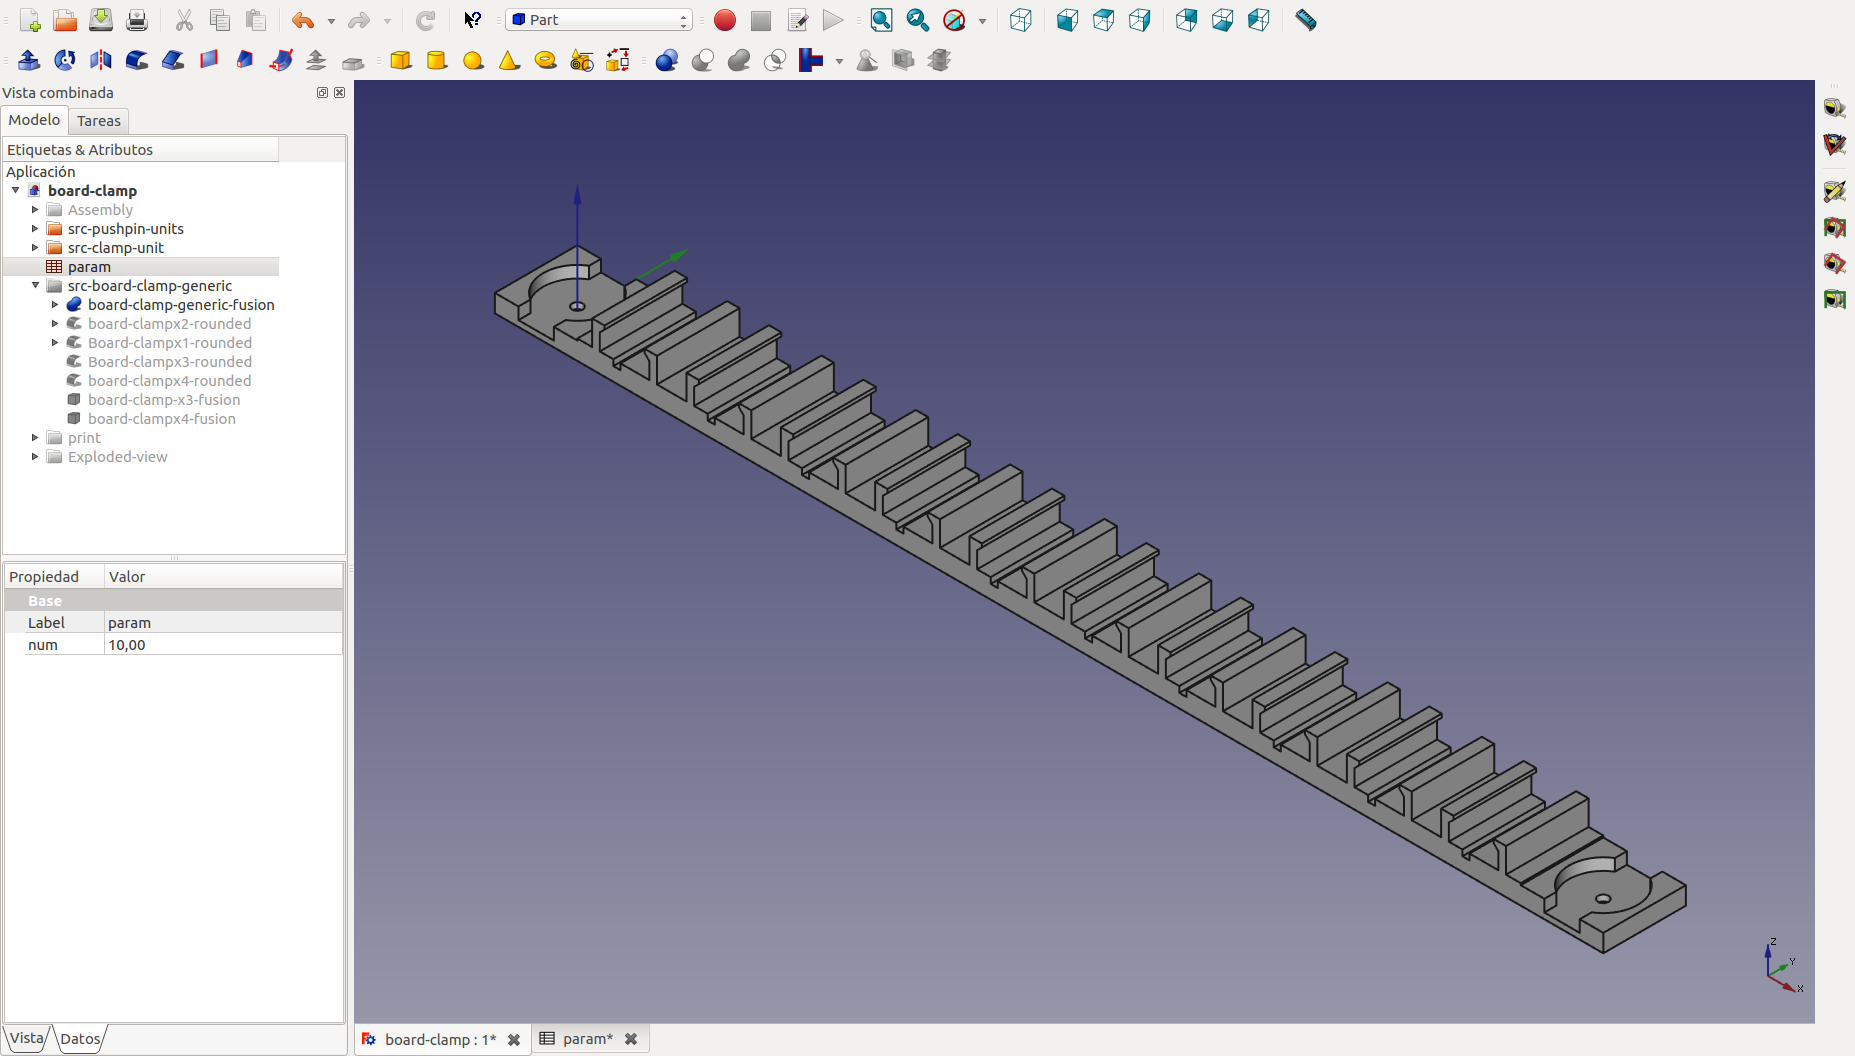 Part
Vista combinada
Modelo Tareas
Etiquetas & Atributos
Aplicación
board-clamp
Assembly
src-pushpin-units
src-clamp-unit
param
src-board-clamp-generic
board-clamp-generic-fusion
board-clampx2-rounded
Board-clampx1-rounded
Board-clampx3-rounded
board-clampx4-rounded
board-clamp-x3-fusion
board-clampx4-fusion
print
Exploded-view
Propiedad Valor
Base
Label param
num 10,00
Vista Datos
Z
Y
X
board-clamp : 1* param*